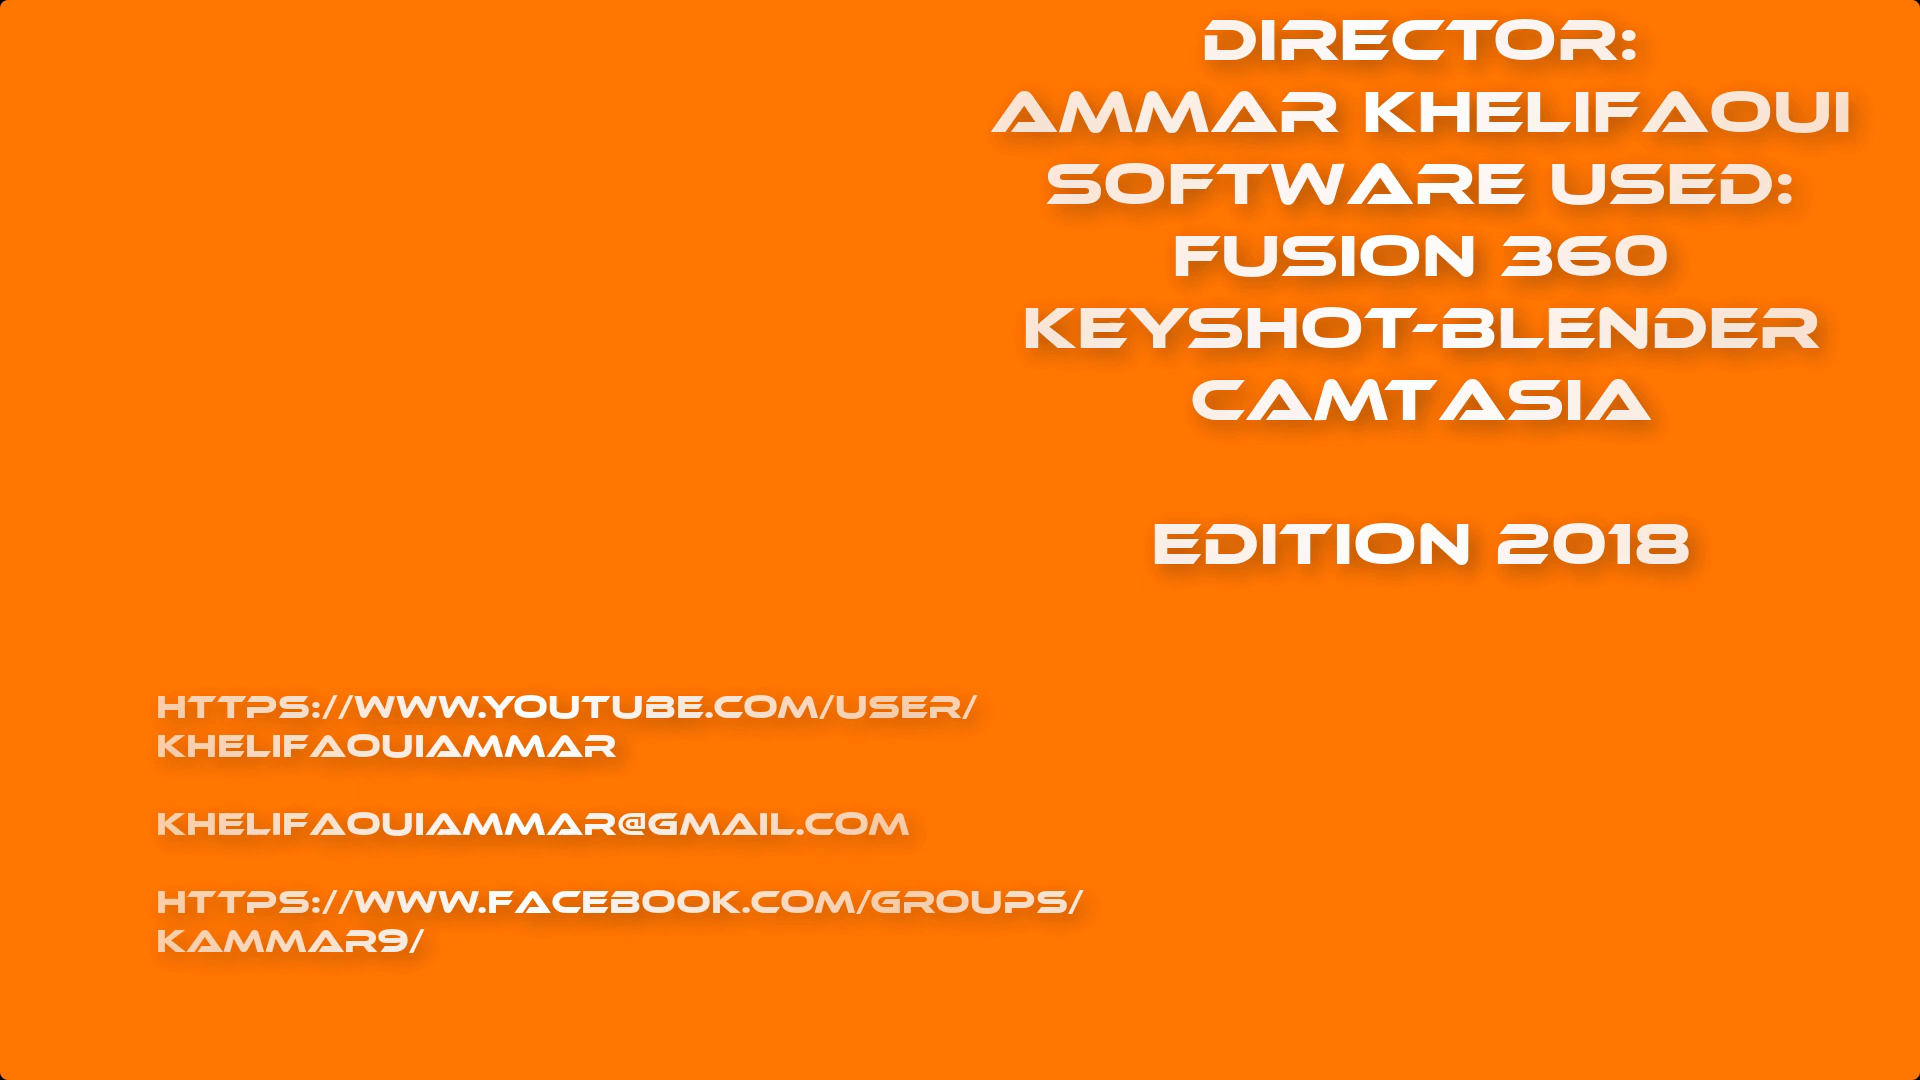 DIRECTOR:
AMMAR KHELIFAOUI
SOFTWARE USED:
FUSION 360
KEYSHOT-BLENDER
CAMTASIA
EDITION 2018
HTTPS://WWW.YOUTUBE.COM/USER/
KHELIFAOUIAMMAR
KHELIFAOUIAMMAR@GMAIL.COM
HTTPS://WWW.FACEBOOK.COM/GROUPS/
KAMMAR9/